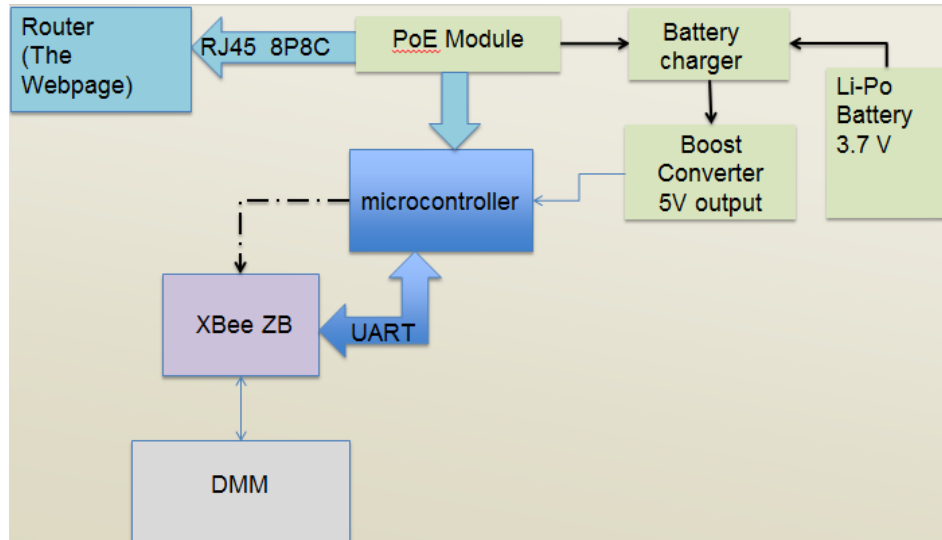 Router
(The
Webpage)
RJ45 8P8C
PoE Module
Battery
charger
Li-Po
Battery
3.7 V
Boost
Converter
5V output
microcontroller
XBee ZB
UART
DMM